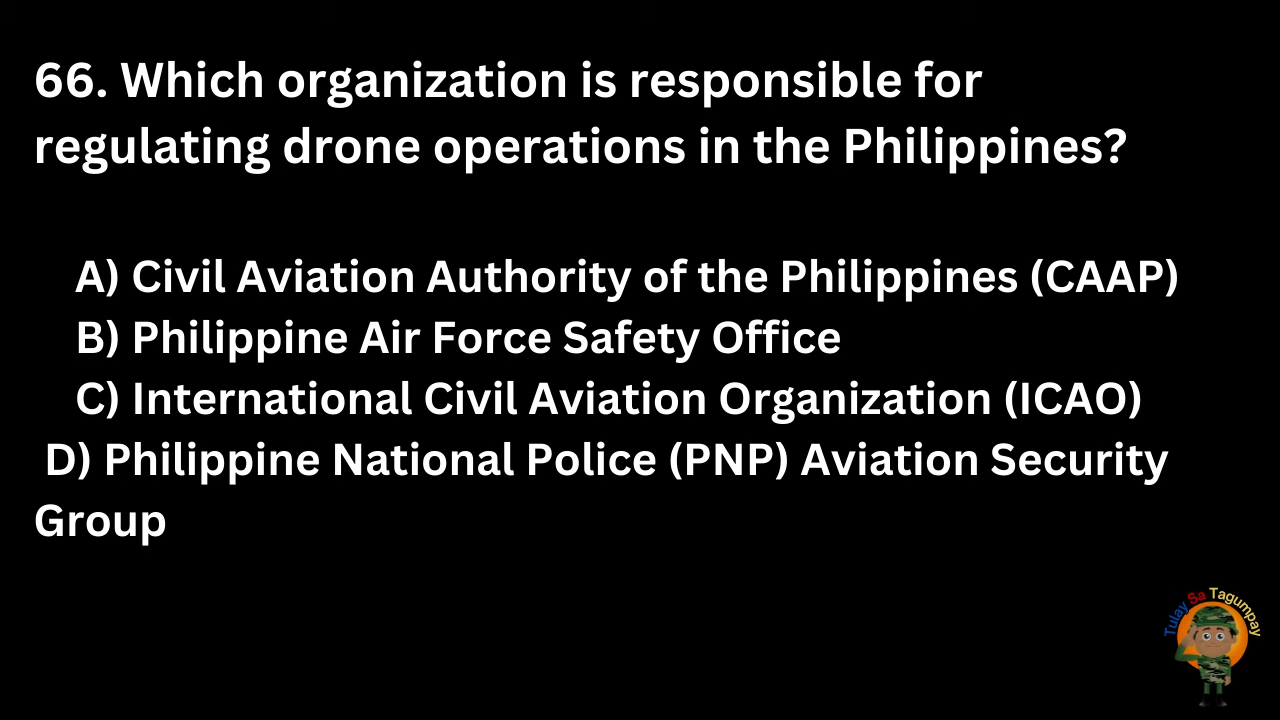 66. Which organization is responsible for
regulating drone operations in the Philippines?
A) Civil Aviation Authority of the Philippines (CAAP)
B) Philippine Air Force Safety Office
C) International Civil Aviation Organization (ICAO)
D) Philippine National Police (PNP) Aviation Security
Group
Tulay Sa Tagumpay